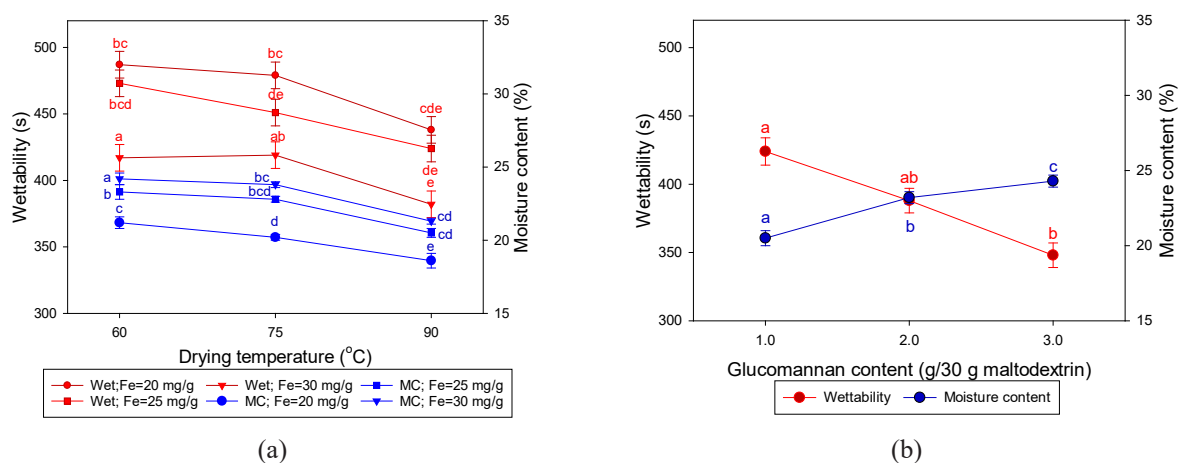 500
450
400
350
300
Wettability (s)
35
30
25
20
15
Moisture content (%)
bc
bc
cde
bcd
de
de
a
ab
e
a
bc
cd
b
bcd
cd
c
d
e
60
75
90
Drying temperature (°C)
Wet;Fe=20 mg/g Wet; Fe=30 mg/g MC; Fe=25 mg/g
Wet; Fe=25 mg/g MC; Fe=20 mg/g MC; Fe=30 mg/g
(a)
500
450
400
350
300
Wettability (s)
35
30
25
20
15
Moisture content (%)
a
ab
b
a
b
c
1.0
2.0
3.0
Glucomannan content (g/30 g maltodextrin)
Wettability Moisture content
(b)